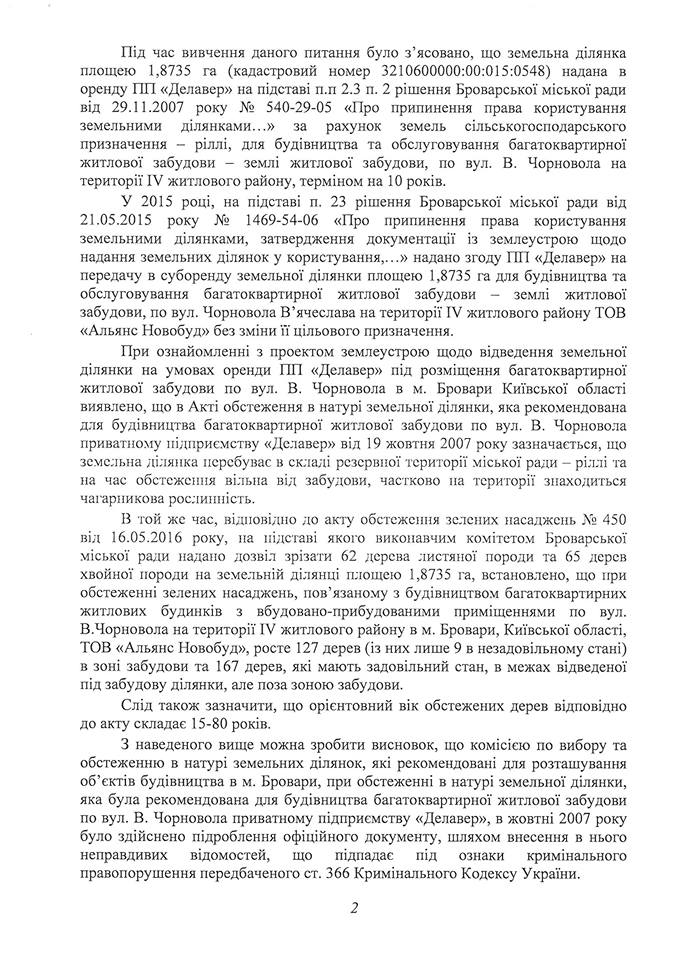 Під час вивчення даного питання було з’ясовано, що земельна ділянка
площею 1,8735 га (кадастровий номер 3210600000:00:015:0548) надана в
оренду ПП «Делавер» на підставі п.п 2.3 п. 2 рішення Броварської міської ради
від 29.11.2007 року № 540-29-05 «Про припинення права користування
земельними ділянками…» за рахунок земель сільськогосподарського
призначення – ріллі, для будівництва та обслуговування багатоквартирної
житлової забудови – землі житлової забудови, по вул. В. Чорновола на
території IV житлового району, терміном на 10 років.
У 2015 році, на підставі п. 23 рішення Броварської міської ради від
21.05.2015 року № 1469-54-06 «Про припинення права користування
земельними ділянками, затвердження документації із землеустрою щодо
надання земельних ділянок у користування,…» надано згоду ПП «Делавер» на
передачу в суборенду земельної ділянки площею 1,8735 га для будівництва та
обслуговування багатоквартирної житлової забудови – землі житлової
забудови, по вул. Чорновола В’ячеслава на території IV житлового району ТОВ
«Альянс Новобуд» без зміни її цільового призначення.
При ознайомленні з проектом землеустрою щодо відведення земельної
ділянки на умовах оренди ПП «Делавер» під розміщення багатоквартирної
житлової забудови по вул. В. Чорновола в м. Бровари Київської області
виявлено, що в Акті обстеження в натурі земельної ділянки, яка рекомендована
для будівництва багатоквартирної житлової забудови по вул. В. Чорновола
приватному підприємству «Делавер» від 19 жовтня 2007 року зазначається, що
земельна ділянка перебуває в складі резервної території міської ради – ріллі та
на час обстеження вільна від забудови, частково на території знаходиться
чагарникова рослинність.
В той же час, відповідно до акту обстеження зелених насаджень № 450
від 16.05.2016 року, на підставі якого виконавчим комітетом Броварської
міської ради надано дозвіл зрізати 62 дерева листяної породи та 65 дерев
хвойної породи на земельній ділянці площею 1,8735 га, встановлено, що при
обстеженні зелених насаджень, пов’язаному з будівництвом багатоквартирних
житлових будинків з вбудовано-прибудованими приміщеннями по вул.
В.Чорновола на території IV житлового району в м. Бровари, Київської області,
ТОВ «Альянс Новобуд», росте 127 дерев (із них лише 9 в незадовільному стані)
в зоні забудови та 167 дерев, які мають задовільний стан, в межах відведеної
під забудову ділянки, але поза зоною забудови.
Слід також зазначити, що орієнтовний вік обстежених дерев відповідно
до акту складає 15-80 років.
З наведеного вище можна зробити висновок, що комісією по вибору та
обстеженню в натурі земельних ділянок, які рекомендовані для розташування
об’єктів будівництва в м. Бровари, при обстеженні в натурі земельної ділянки,
яка була рекомендована для будівництва багатоквартирної житлової забудови
по вул. В. Чорновола приватному підприємству «Делавер», в жовтні 2007 року
було здійснено підроблення офіційного документу, шляхом внесення в нього
неправдивих відомостей, що підпадає під ознаки кримінального
правопорушення передбаченого ст. 366 Кримінального Кодексу України.
2